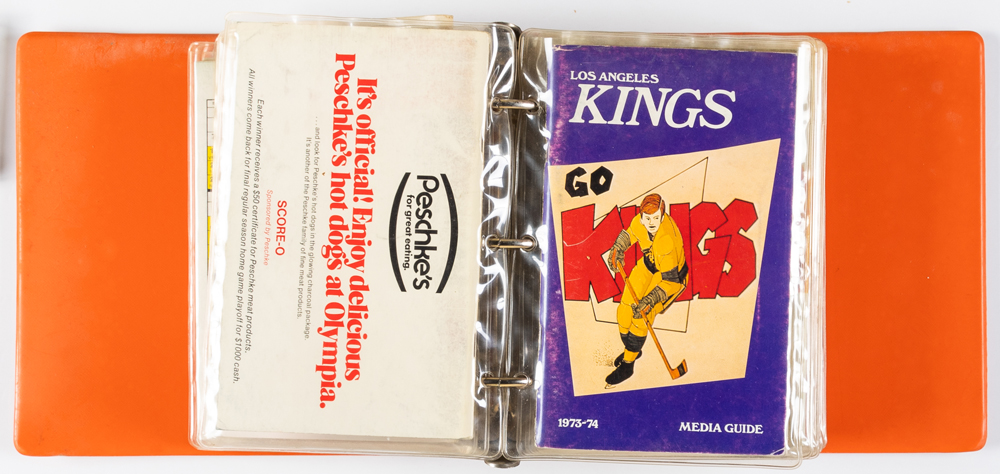 Peschke's
for great eating.
It's official! Enjoy delicious
Peschke's hot dogs at Olympia.
...and look for Peschke's hot dogs in the glowing charcoal package.
It's another of the Peschke family of fine meat products.
SCORE-O
Sponsored by Peschke
Each winner receives a $50 certificate for Peschke meat products.
All winners come back for final regular season home game playoff for $1000 cash.
LOS ANGELES
KINGS
GO
KINGS
1973-74
MEDIA GUIDE